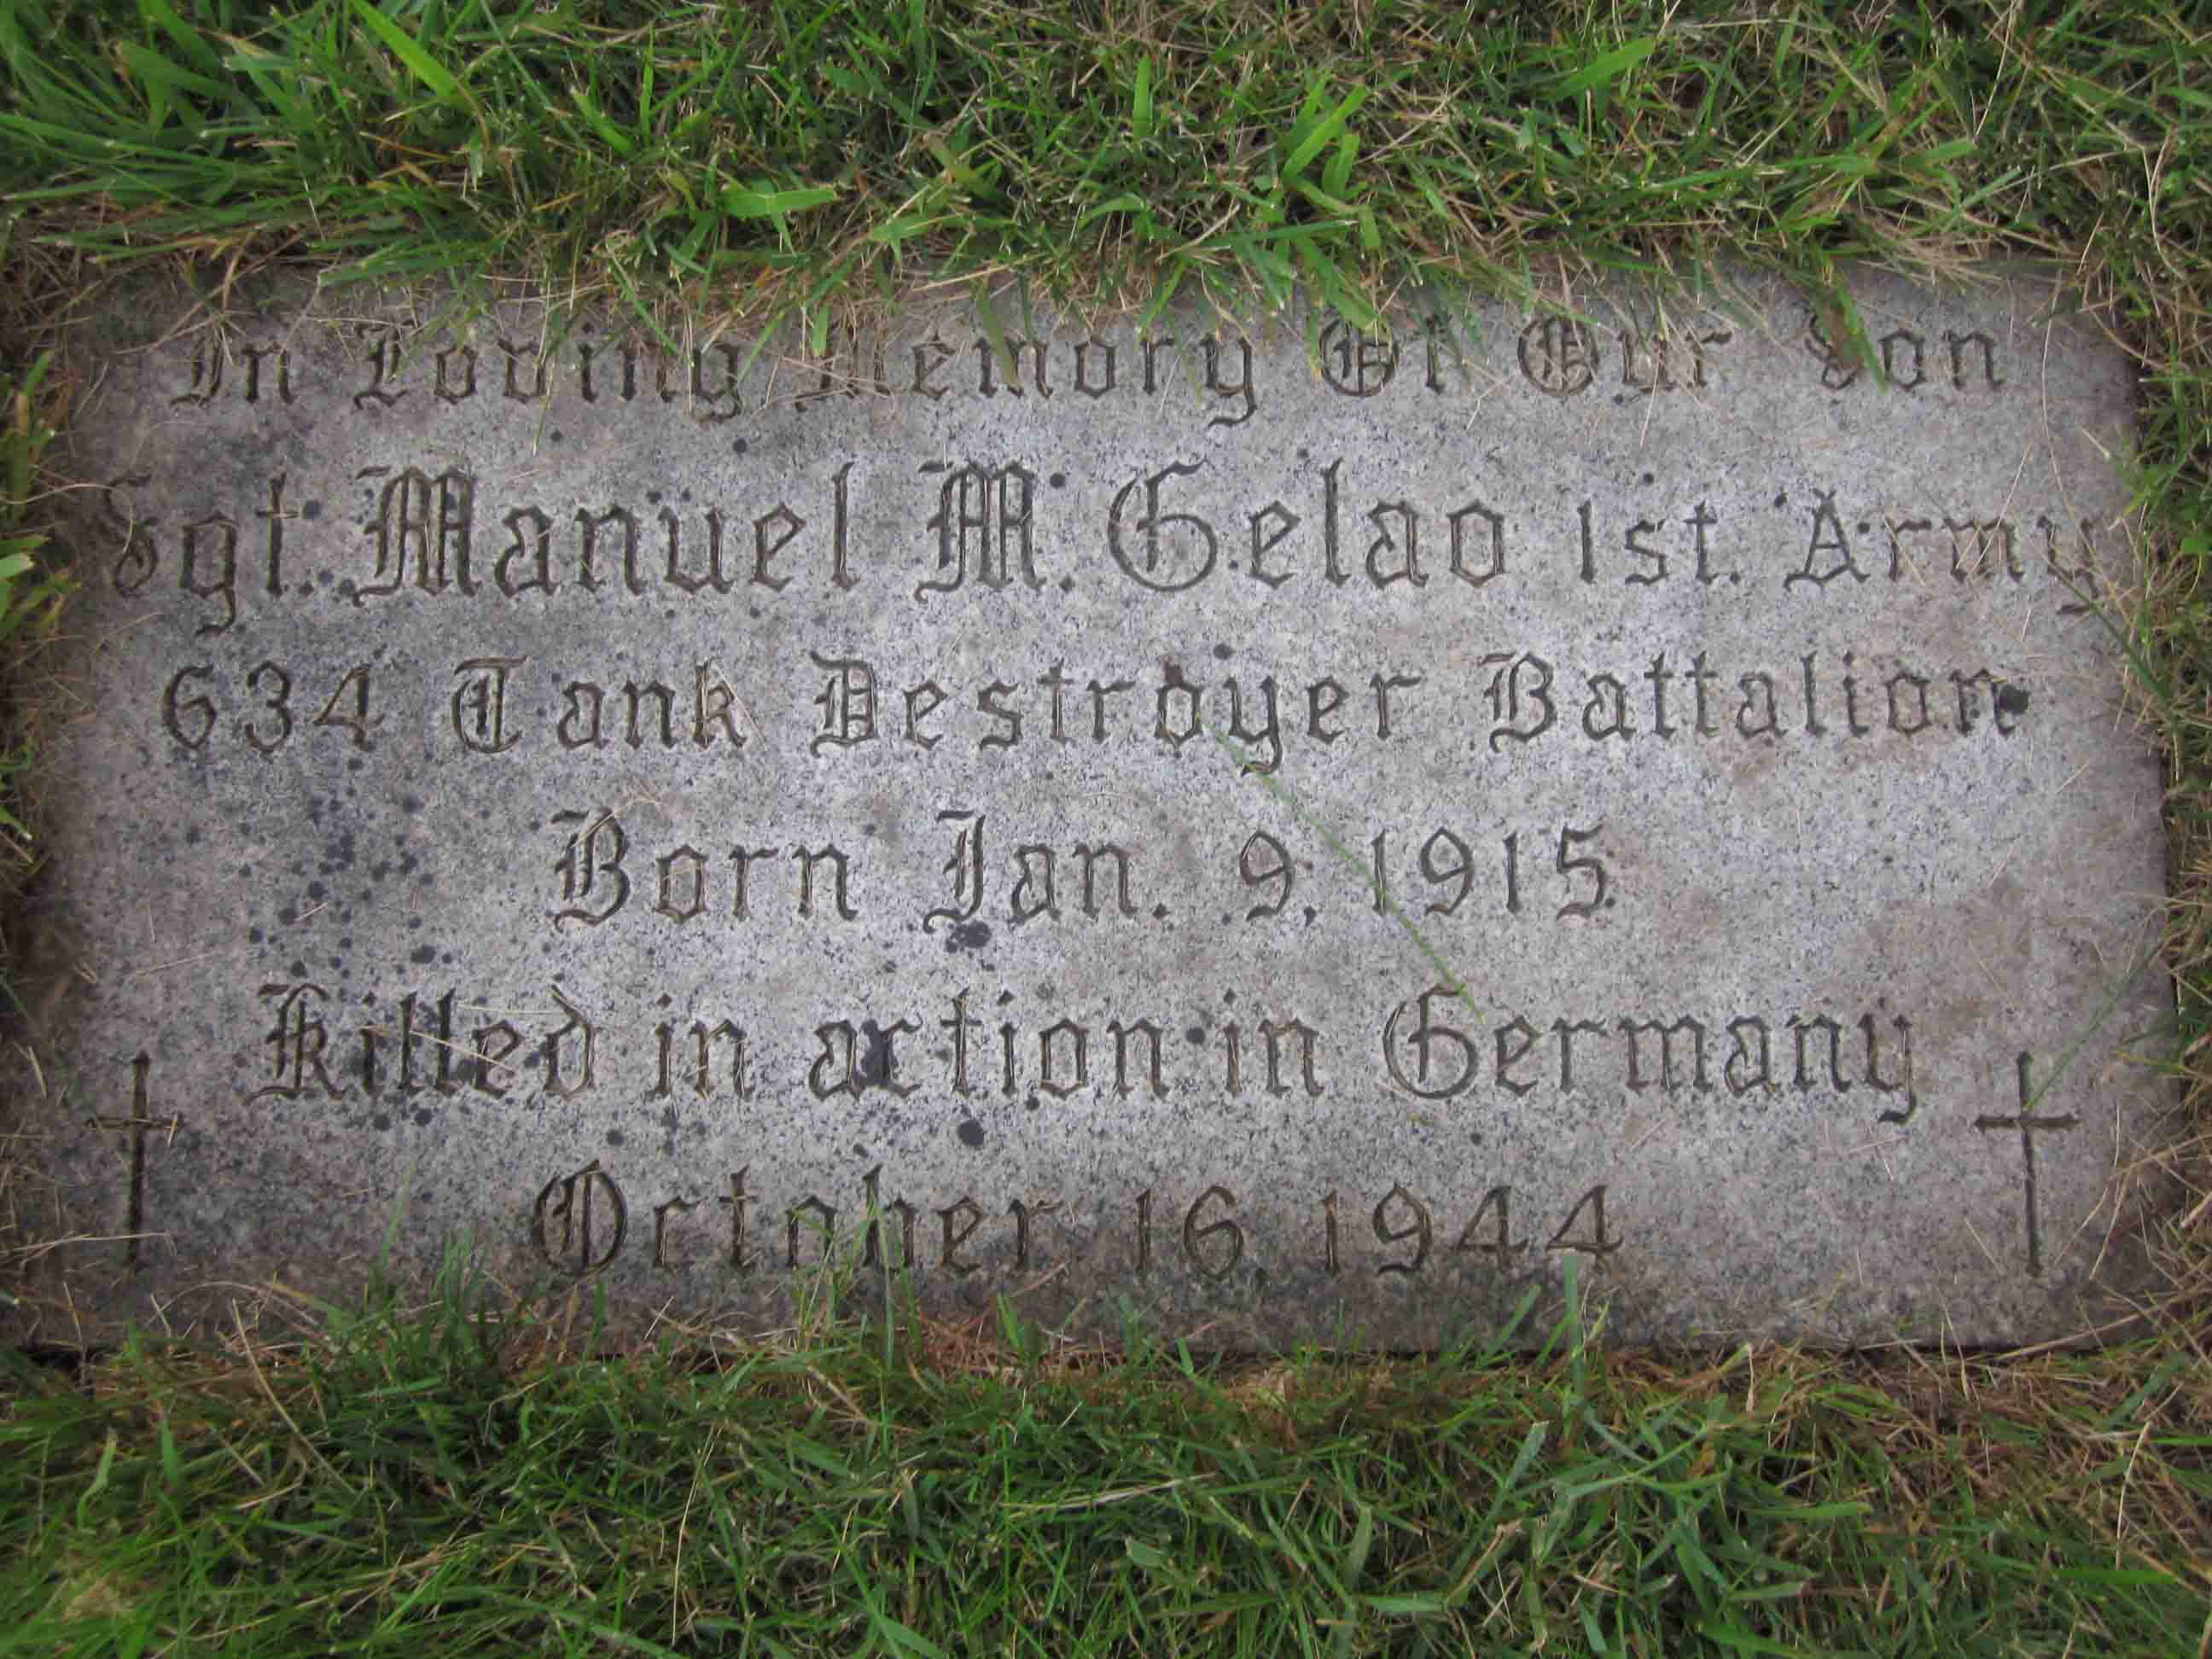 In Loving Memory Of Our Son
Sgt. Manuel M. Gelao 1st. Army
634 Tank Destroyer Battalion
Born Jan. 9, 1915
Killed in action in Germany
October 16, 1944